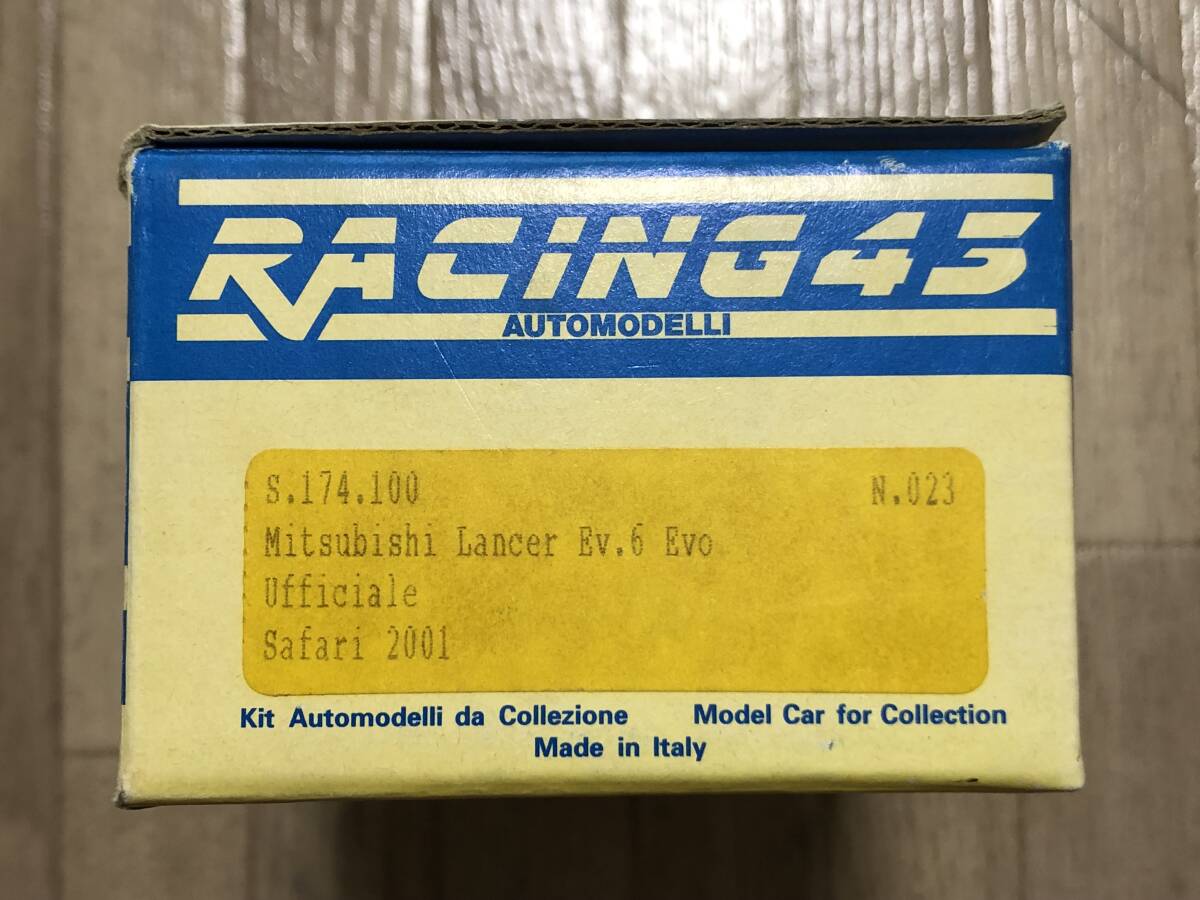 RACING 43
AUTOMODELLI
S.174.100 N.023
Mitsubishi Lancer Ev.6 Evo
Ufficiale
Safari 2001
Kit Automodelli da Collezione Model Car for Collection
Made in Italy